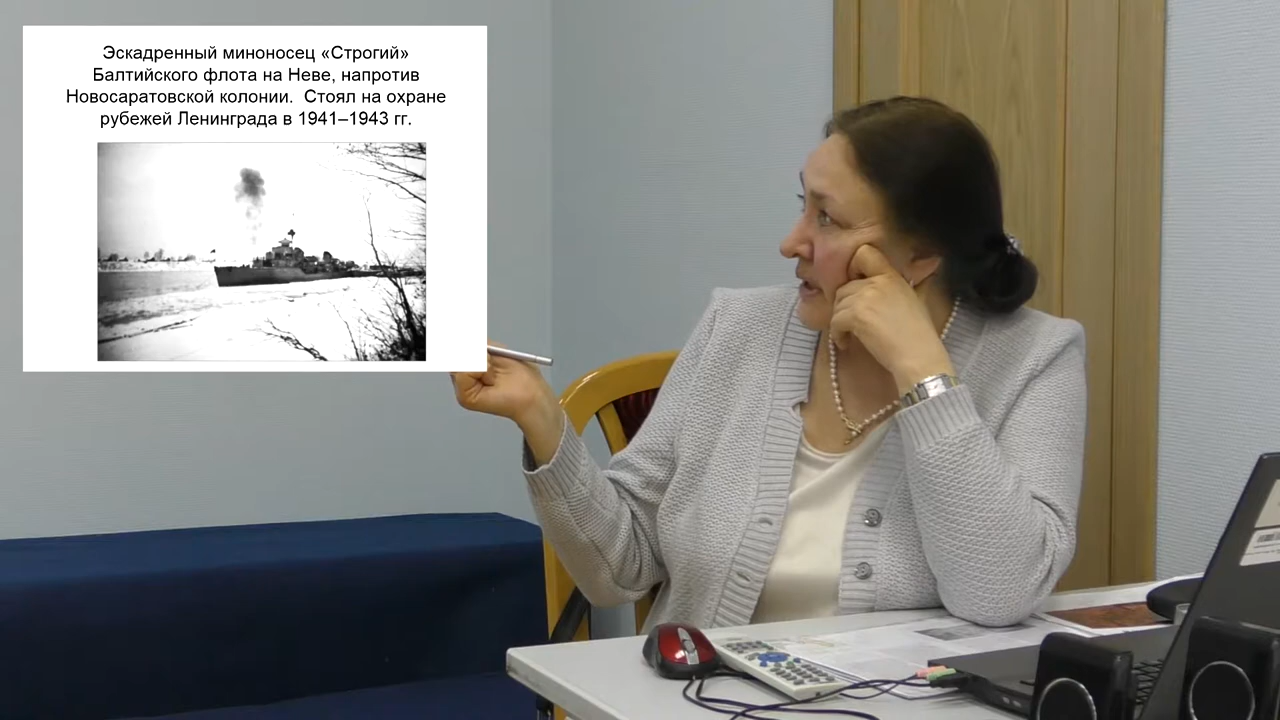 Эскадренный миноносец «Строгий»
Балтийского флота на Неве, напротив
Новосаратовской колонии. Стоял на охране
рубежей Ленинграда в 1941–1943 гг.